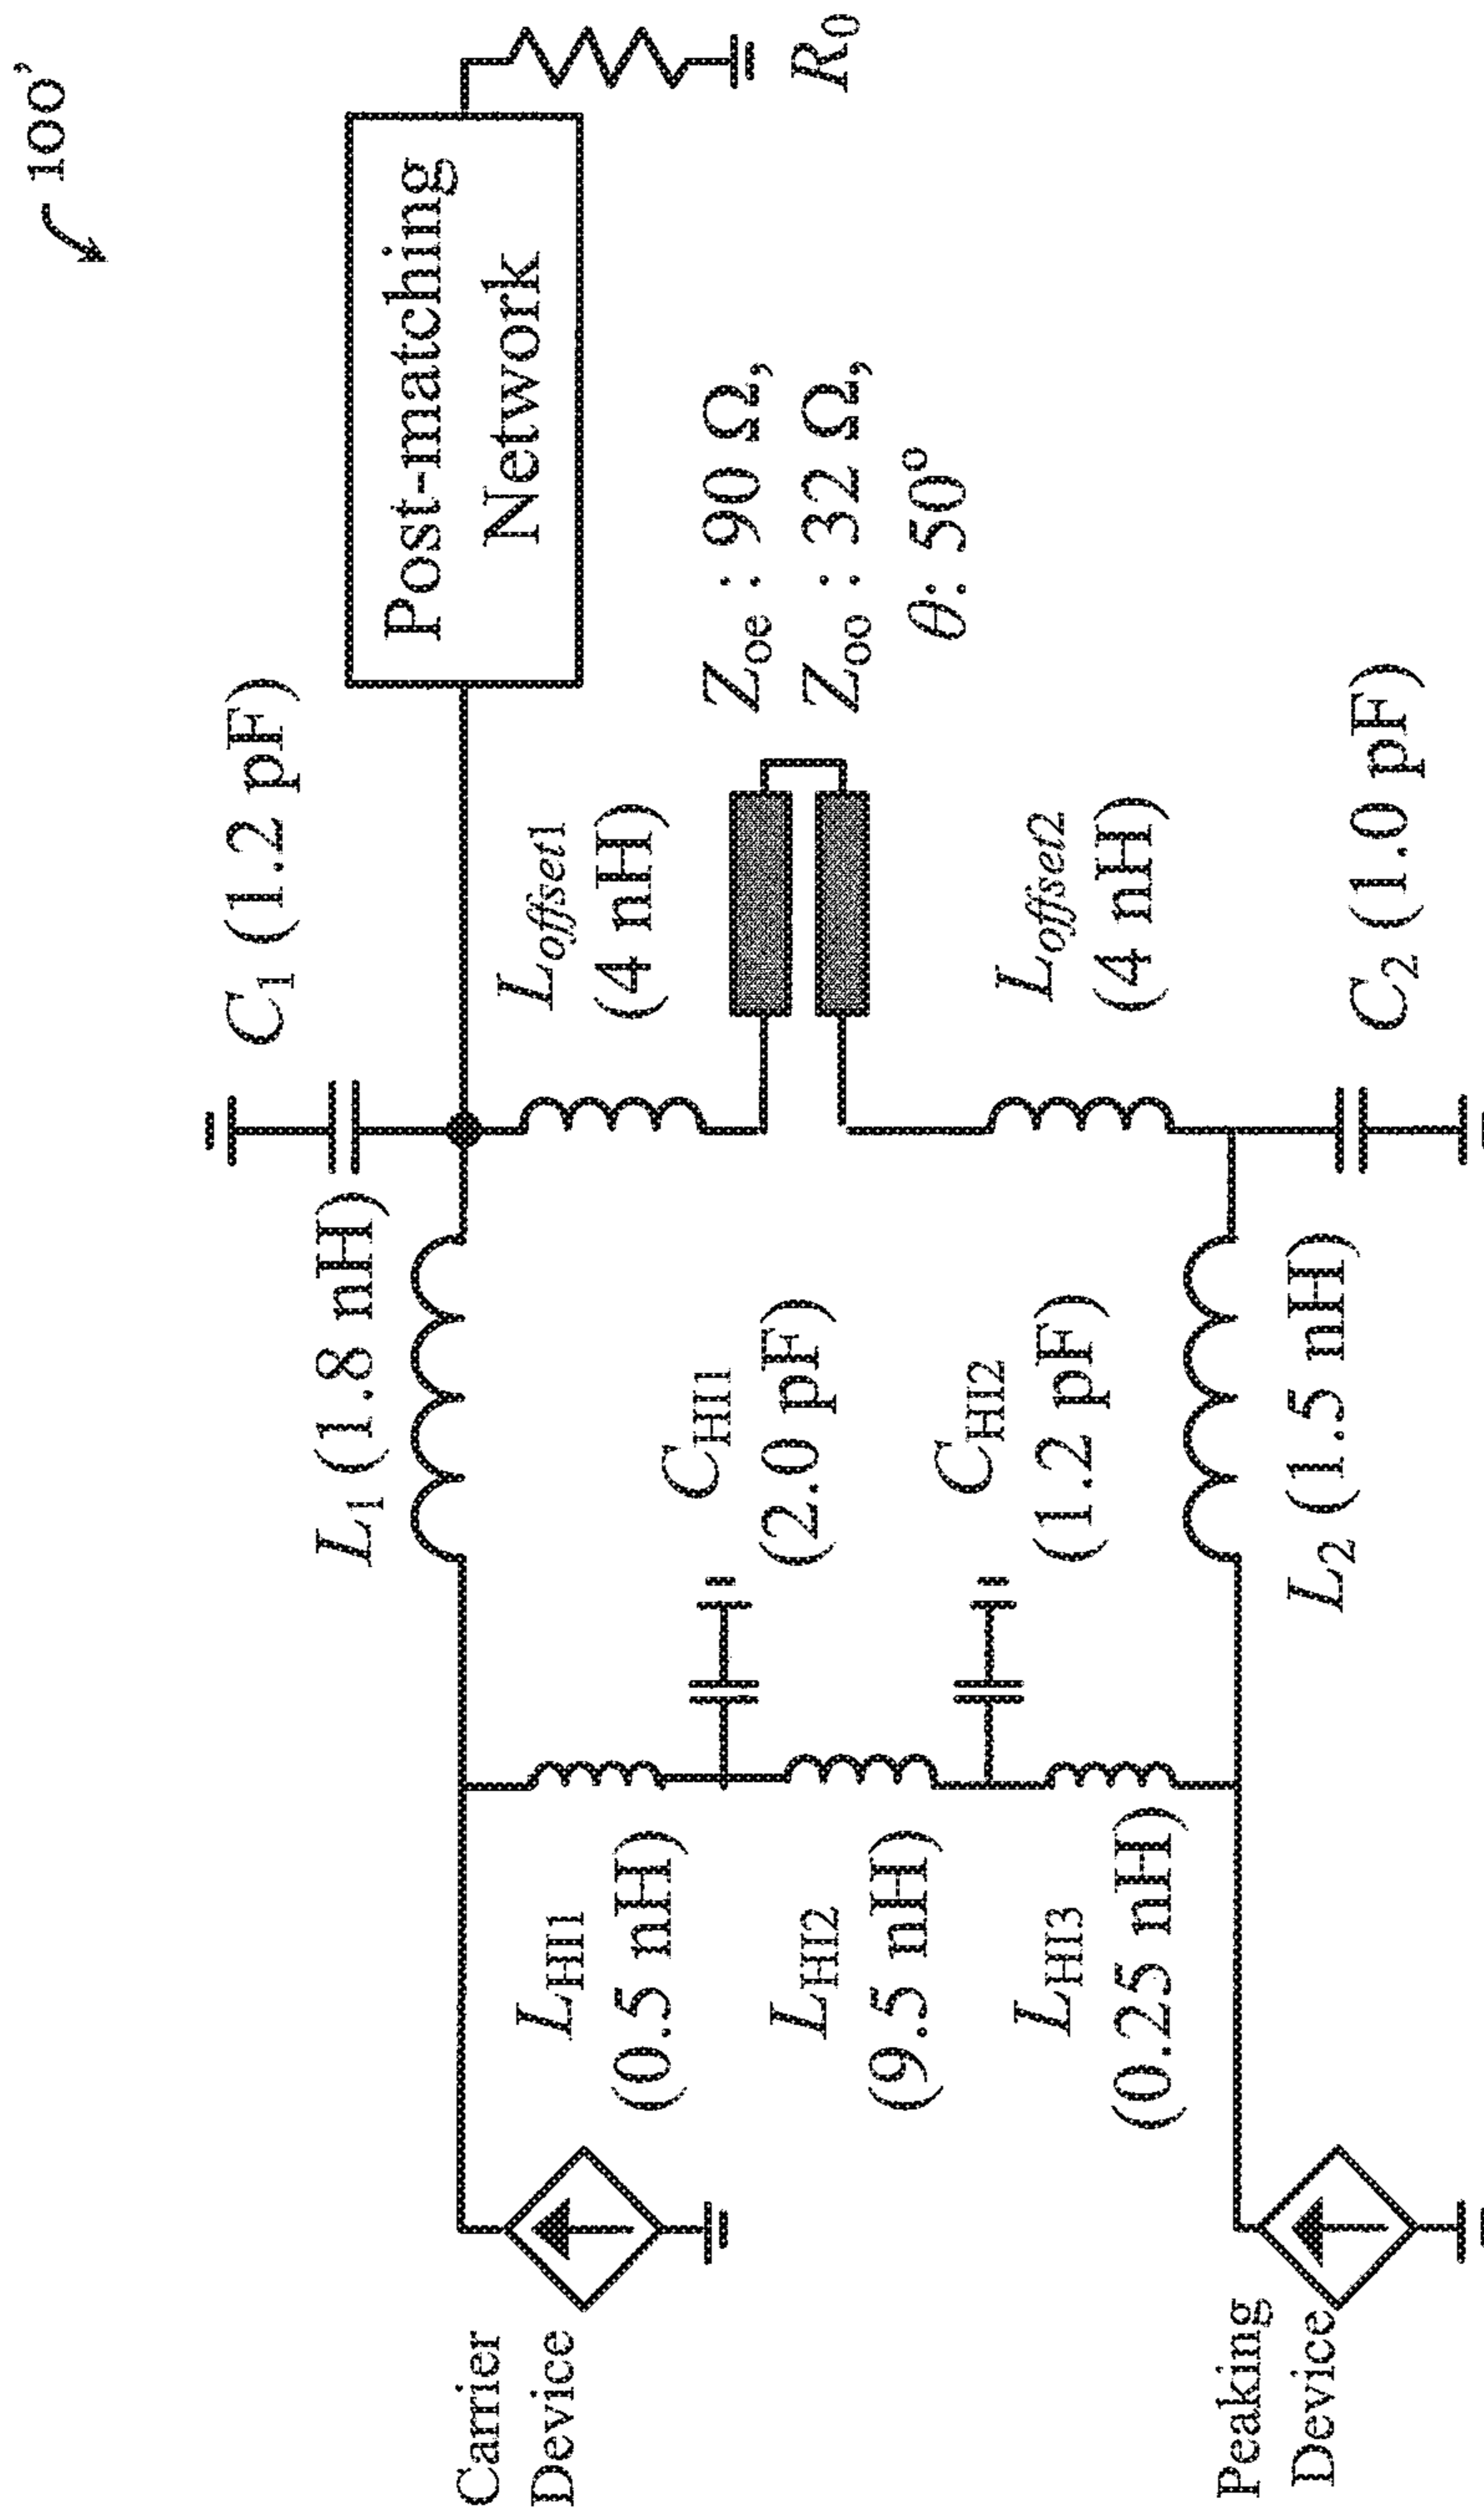 100’
Carrier
Device
L1 (1.8 nH)
C1 (1.2 pF)
Post-matching
Network
R0
LHI1
(0.5 nH)
CHI1
(2.0 pF)
Loffset1
(4 nH)
Zoe : 90 Ω,
Zoo : 32 Ω,
θ: 50°
LHI2
(9.5 nH)
CHI2
(1.2 pF)
LHI3
(0.25 nH)
Loffset2
(4 nH)
Peaking
Device
L2 (1.5 nH)
C2 (1.0 pF)